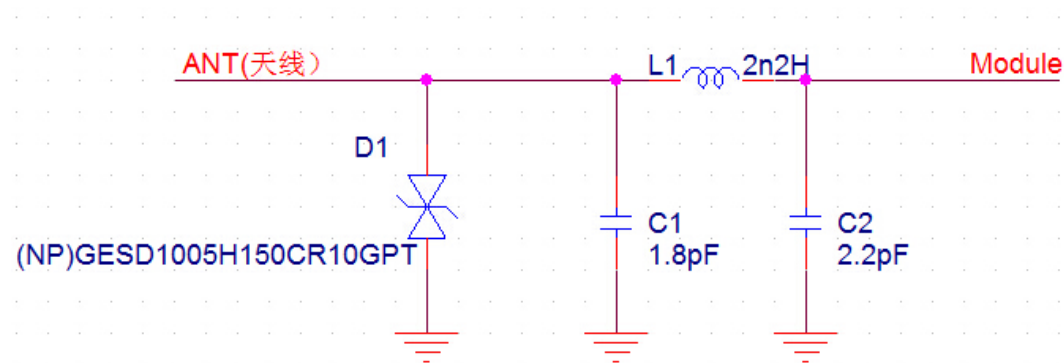 ANT(天线）
L1
2n2H
Module
D1
(NP)GESD1005H150CR10GPT
C1
1.8pF
C2
2.2pF